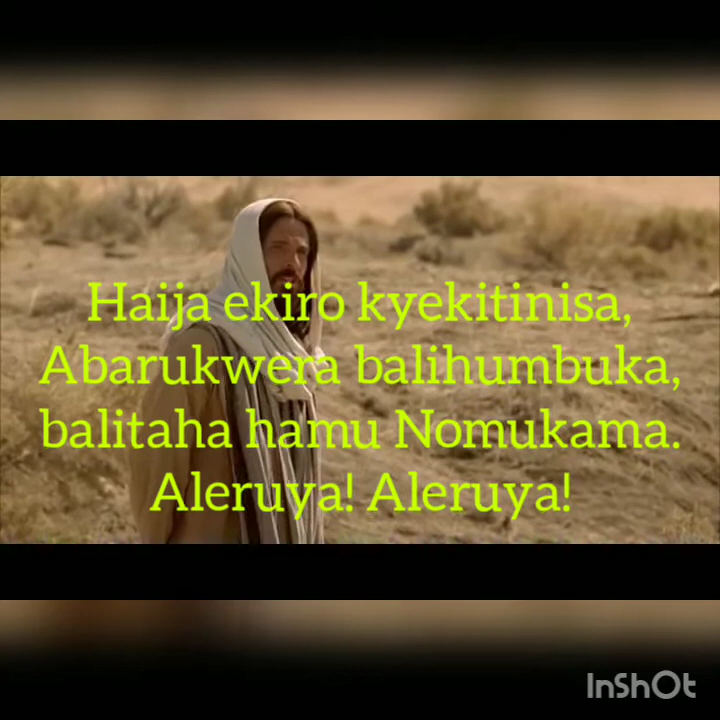 Haija ekiro kyekitinisa,
Abarukwera balihumbuka,
balitaha hamu Nomukama.
Aleruya! Aleruya!
InShOt